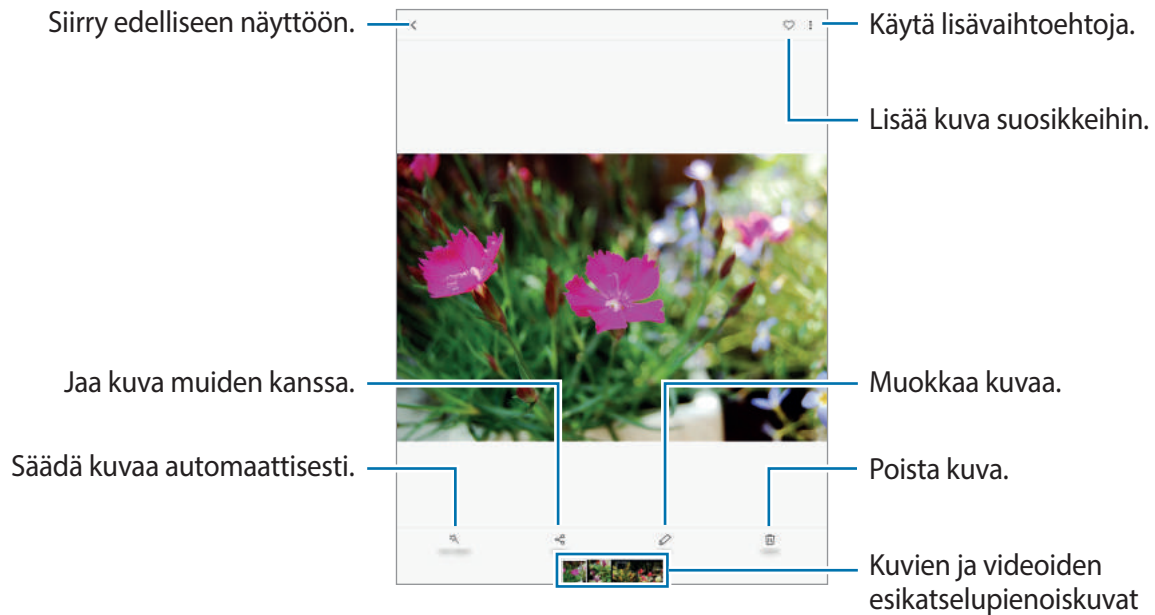 Siirry edelliseen näyttöön.
Käytä lisävaihtoehtoja.
Lisää kuva suosikkeihin.
Jaa kuva muiden kanssa.
Muokkaa kuvaa.
Säädä kuvaa automaattisesti.
Poista kuva.
Kuvien ja videoiden
esikatselupienoiskuvat